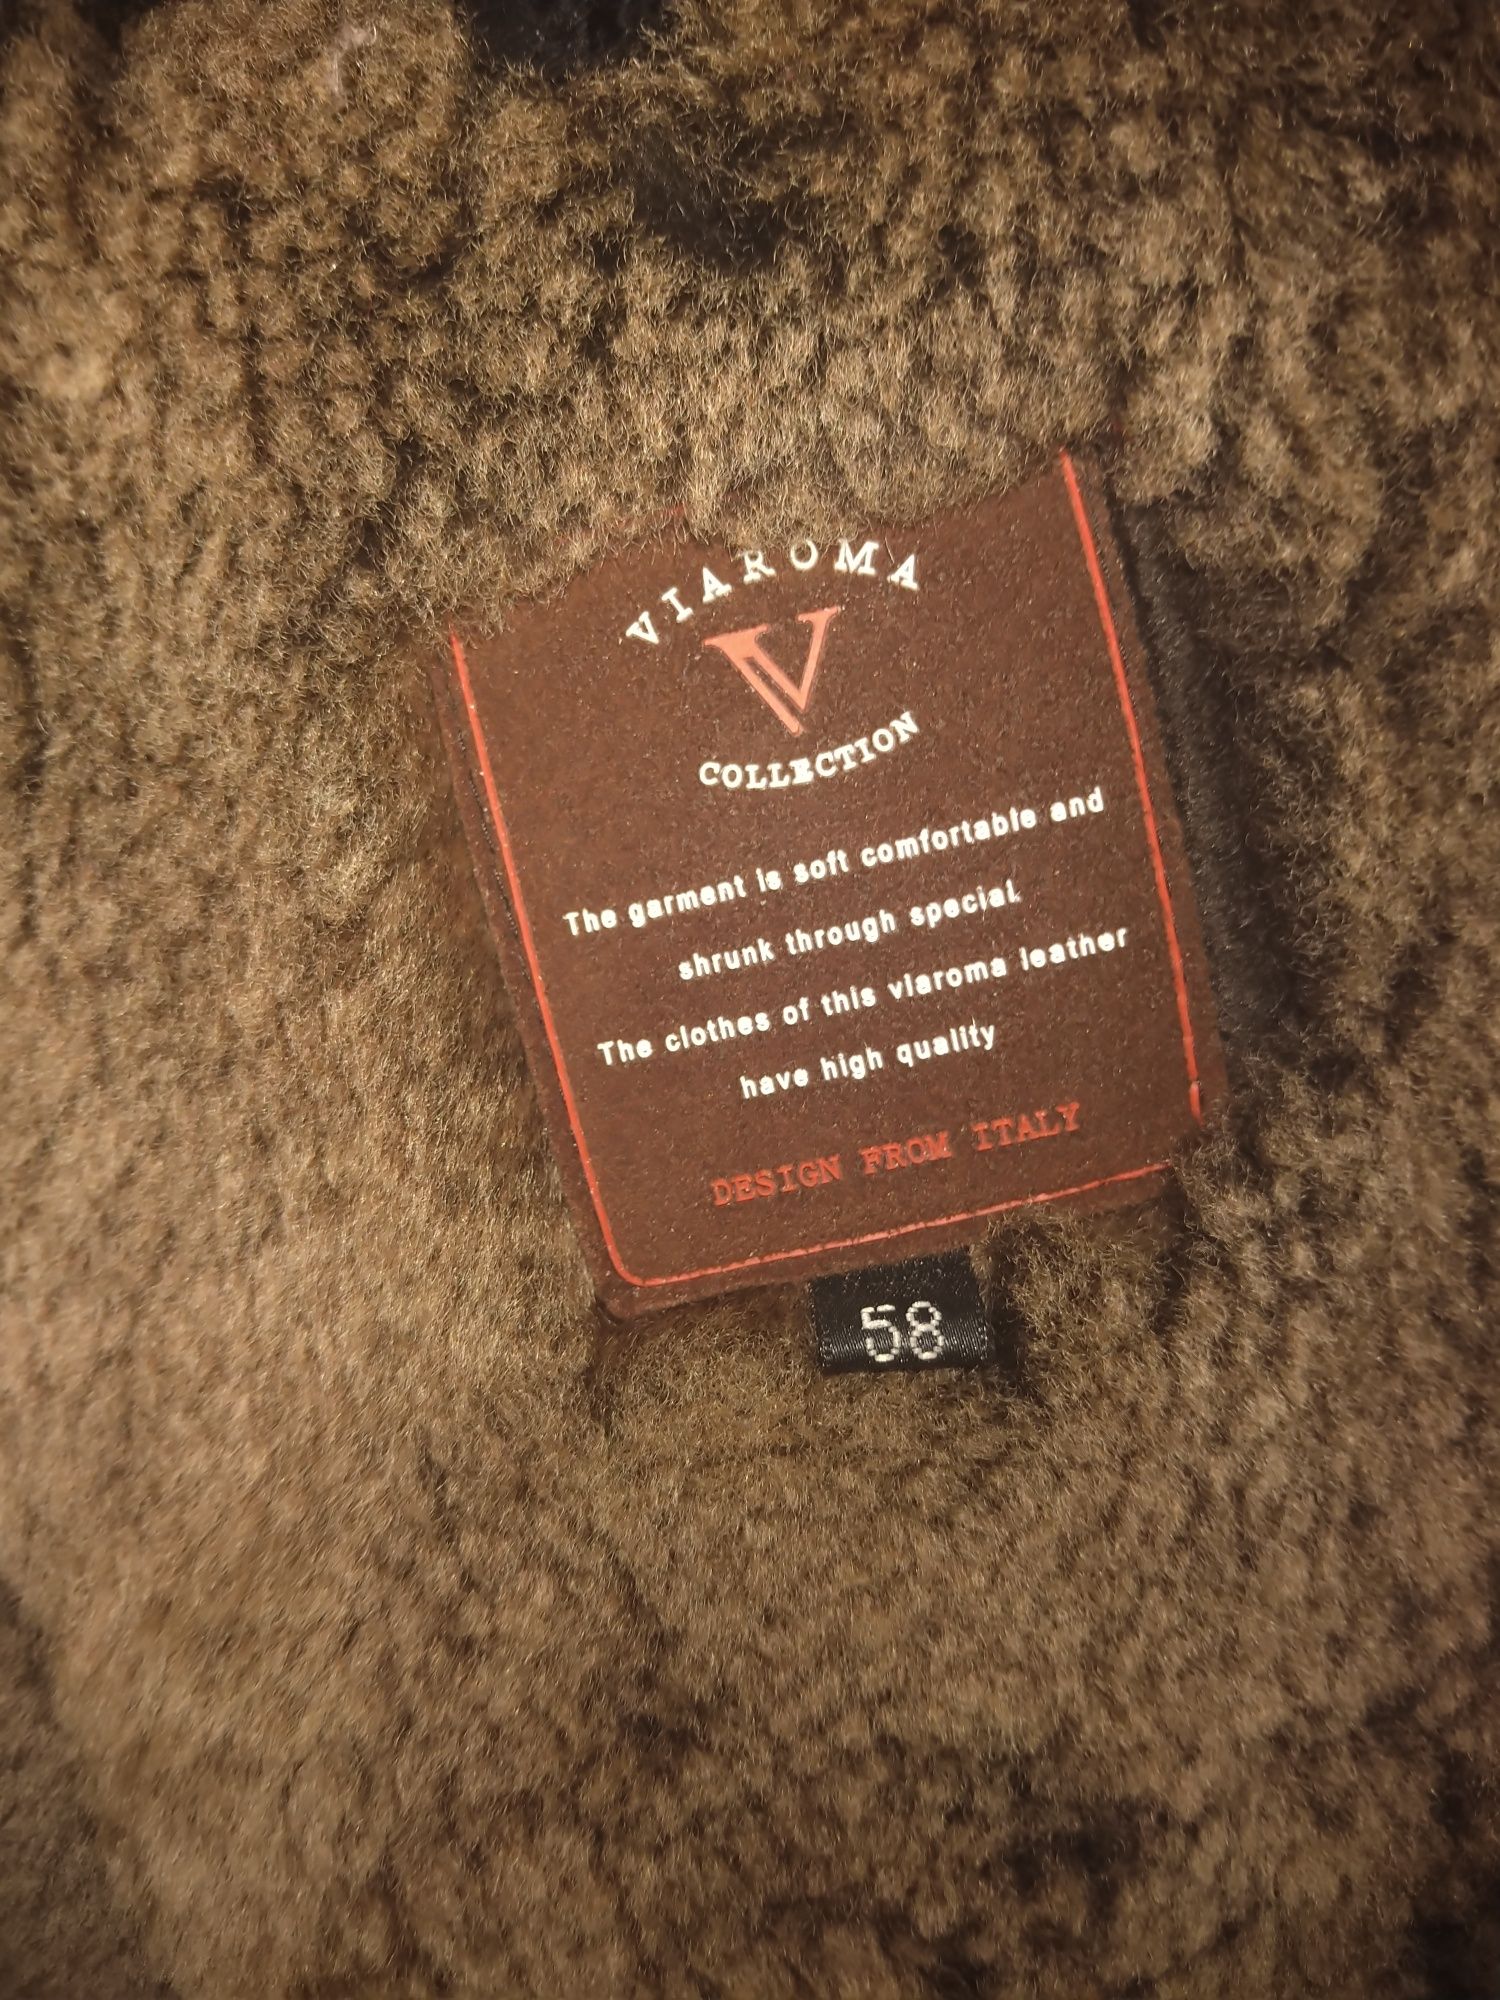 VIAROMA
V
COLLECTION
The garment is soft comfortable and
shrunk through special.
The clothes of this viaroma leather
have high quality
DESIGN FROM ITALY
58